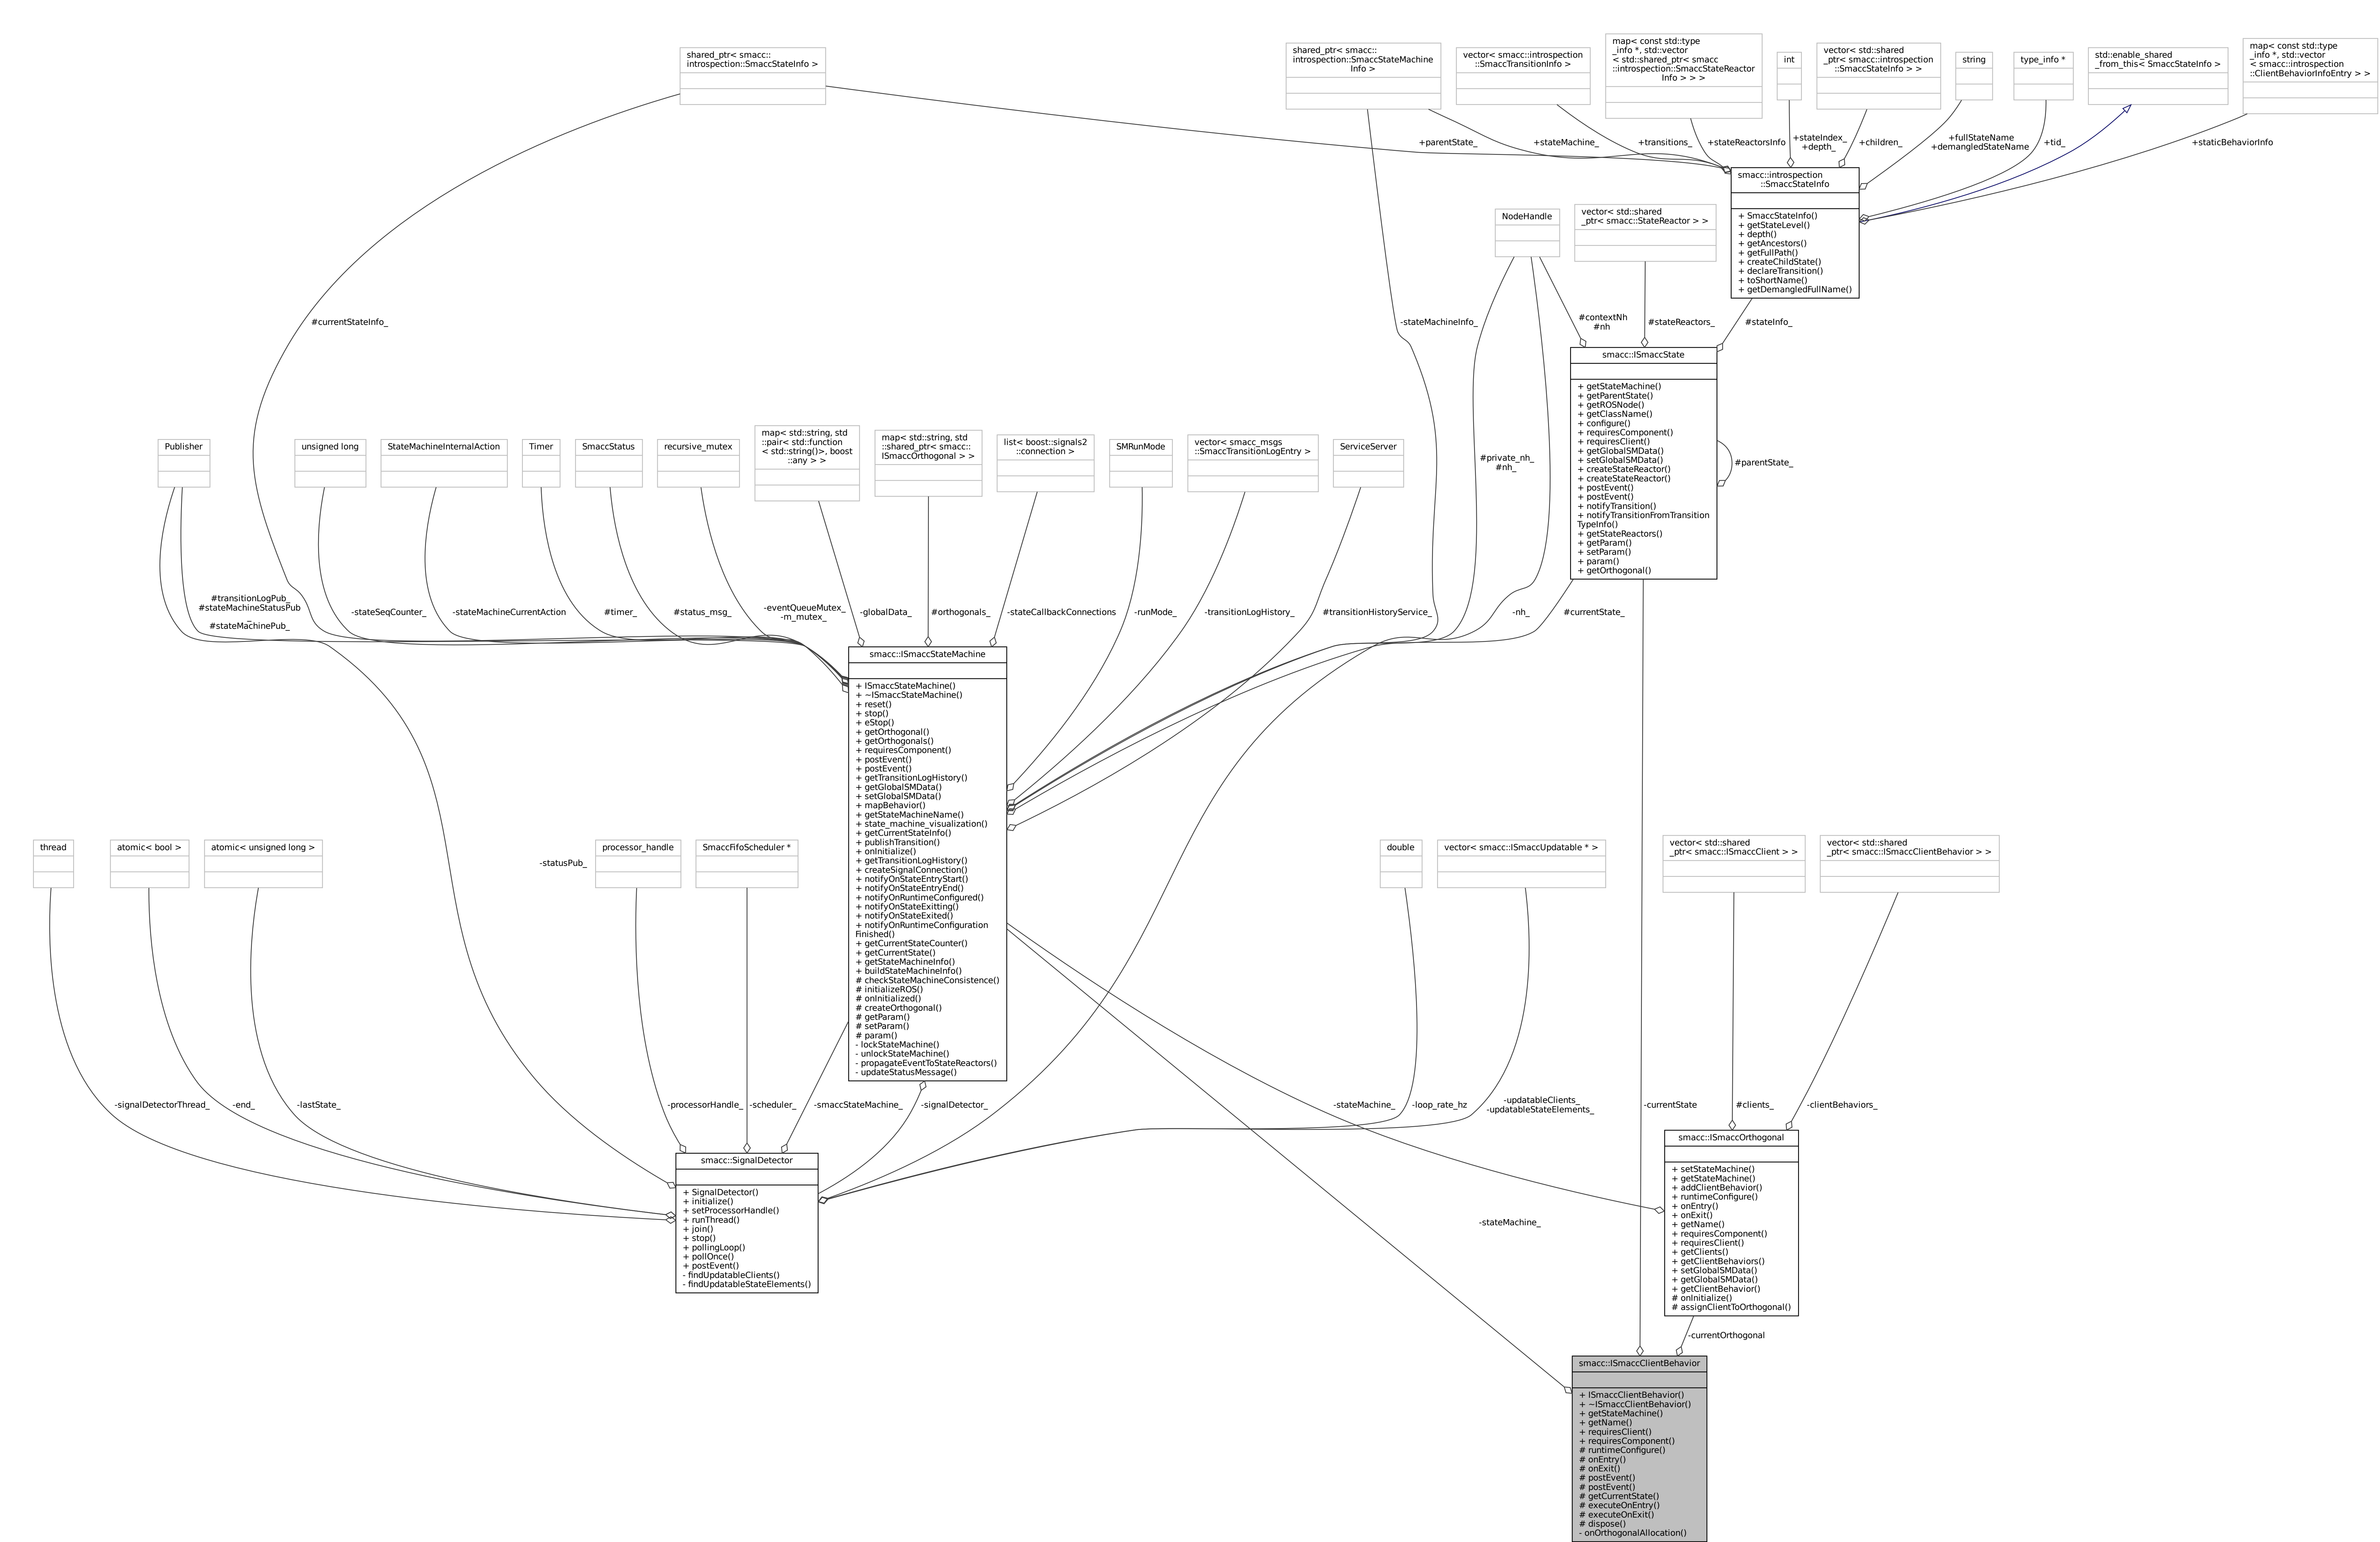 shared_ptr< smacc::
introspection::SmaccStateInfo >
shared_ptr< smacc::
introspection::SmaccStateMachine
Info >
vector< smacc::introspection
::SmaccTransitionInfo >
map< const std::type
_info *, std::vector
< std::shared_ptr< smacc
::introspection::SmaccStateReactor
Info > > >
int
vector< std::shared
_ptr< smacc::introspection
::SmaccStateInfo > >
string
type_info *
std::enable_shared
_from_this< SmaccStateInfo >
map< const std::type
_info *, std::vector
< smacc::introspection
::ClientBehaviorInfoEntry > >
+parentState_
+stateMachine_
+transitions_
+stateReactorsInfo
+stateIndex_
+depth_
+children_
+fullStateName
+demangledStateName
+tid_
+staticBehaviorInfo
smacc::introspection
::SmaccStateInfo
+ SmaccStateInfo()
+ getStateLevel()
+ depth()
+ getAncestors()
+ getFullPath()
+ createChildState()
+ declareTransition()
+ toShortName()
+ getDemangledFullName()
NodeHandle
vector< std::shared
_ptr< smacc::StateReactor > >
#currentStateInfo_
-stateMachineInfo_
#contextNh
#nh
#stateReactors_
#stateInfo_
smacc::ISmaccState
+ getStateMachine()
+ getParentState()
+ getROSNode()
+ getClassName()
+ configure()
+ requiresComponent()
+ requiresClient()
+ getGlobalSMData()
+ setGlobalSMData()
+ createStateReactor()
+ createStateReactor()
+ postEvent()
+ postEvent()
+ notifyTransition()
+ notifyTransitionFromTransition
TypeInfo()
+ getStateReactors()
+ getParam()
+ setParam()
+ param()
+ getOrthogonal()
#parentState_
#private_nh_
#nh_
Publisher
unsigned long
StateMachineInternalAction
Timer
SmaccStatus
recursive_mutex
map< std::string, std
::pair< std::function
< std::string()>, boost
::any > >
map< std::string, std
::shared_ptr< smacc::
ISmaccOrthogonal > >
list< boost::signals2
::connection >
SMRunMode
vector< smacc_msgs
::SmaccTransitionLogEntry >
ServiceServer
#transitionLogPub_
#stateMachineStatusPub
_
#stateMachinePub_
-stateSeqCounter_
-stateMachineCurrentAction
#timer_
#status_msg_
-eventQueueMutex_
-m_mutex_
-globalData_
#orthogonals_
-stateCallbackConnections
-runMode_
-transitionLogHistory_
#transitionHistoryService_
-nh_
#currentState_
smacc::ISmaccStateMachine
+ ISmaccStateMachine()
+ ~ISmaccStateMachine()
+ reset()
+ stop()
+ eStop()
+ getOrthogonal()
+ getOrthogonals()
+ requiresComponent()
+ postEvent()
+ postEvent()
+ getTransitionLogHistory()
+ getGlobalSMData()
+ setGlobalSMData()
+ mapBehavior()
+ getStateMachineName()
+ state_machine_visualization()
+ getCurrentStateInfo()
+ publishTransition()
+ onInitialize()
+ getTransitionLogHistory()
+ createSignalConnection()
+ notifyOnStateEntryStart()
+ notifyOnStateEntryEnd()
+ notifyOnRuntimeConfigured()
+ notifyOnStateExitting()
+ notifyOnStateExited()
+ notifyOnRuntimeConfiguration
Finished()
+ getCurrentStateCounter()
+ getCurrentState()
+ getStateMachineInfo()
+ buildStateMachineInfo()
# checkStateMachineConsistence()
# initializeROS()
# onInitialized()
# createOrthogonal()
# getParam()
# setParam()
# param()
- lockStateMachine()
- unlockStateMachine()
- propagateEventToStateReactors()
- updateStatusMessage()
thread
atomic< bool >
atomic< unsigned long >
-statusPub_
processor_handle
SmaccFifoScheduler *
double
vector< smacc::ISmaccUpdatable * >
vector< std::shared
_ptr< smacc::ISmaccClient > >
vector< std::shared
_ptr< smacc::ISmaccClientBehavior > >
-signalDetectorThread_
-end_
-lastState_
-processorHandle_
-scheduler_
-smaccStateMachine_
-signalDetector_
-stateMachine_
-loop_rate_hz
-updatableClients_
-updatableStateElements_
-currentState
#clients_
-clientBehaviors_
smacc::SignalDetector
+ SignalDetector()
+ initialize()
+ setProcessorHandle()
+ runThread()
+ join()
+ stop()
+ pollingLoop()
+ pollOnce()
+ postEvent()
- findUpdatableClients()
- findUpdatableStateElements()
smacc::ISmaccOrthogonal
+ setStateMachine()
+ getStateMachine()
+ addClientBehavior()
+ runtimeConfigure()
+ onEntry()
+ onExit()
+ getName()
+ requiresComponent()
+ requiresClient()
+ getClients()
+ getClientBehaviors()
+ setGlobalSMData()
+ getGlobalSMData()
+ getClientBehavior()
# onInitialize()
# assignClientToOrthogonal()
-stateMachine_
-currentOrthogonal
smacc::ISmaccClientBehavior
+ ISmaccClientBehavior()
+ ~ISmaccClientBehavior()
+ getStateMachine()
+ getName()
+ requiresClient()
+ requiresComponent()
# runtimeConfigure()
# onEntry()
# onExit()
# postEvent()
# postEvent()
# getCurrentState()
# executeOnEntry()
# executeOnExit()
# dispose()
- onOrthogonalAllocation()